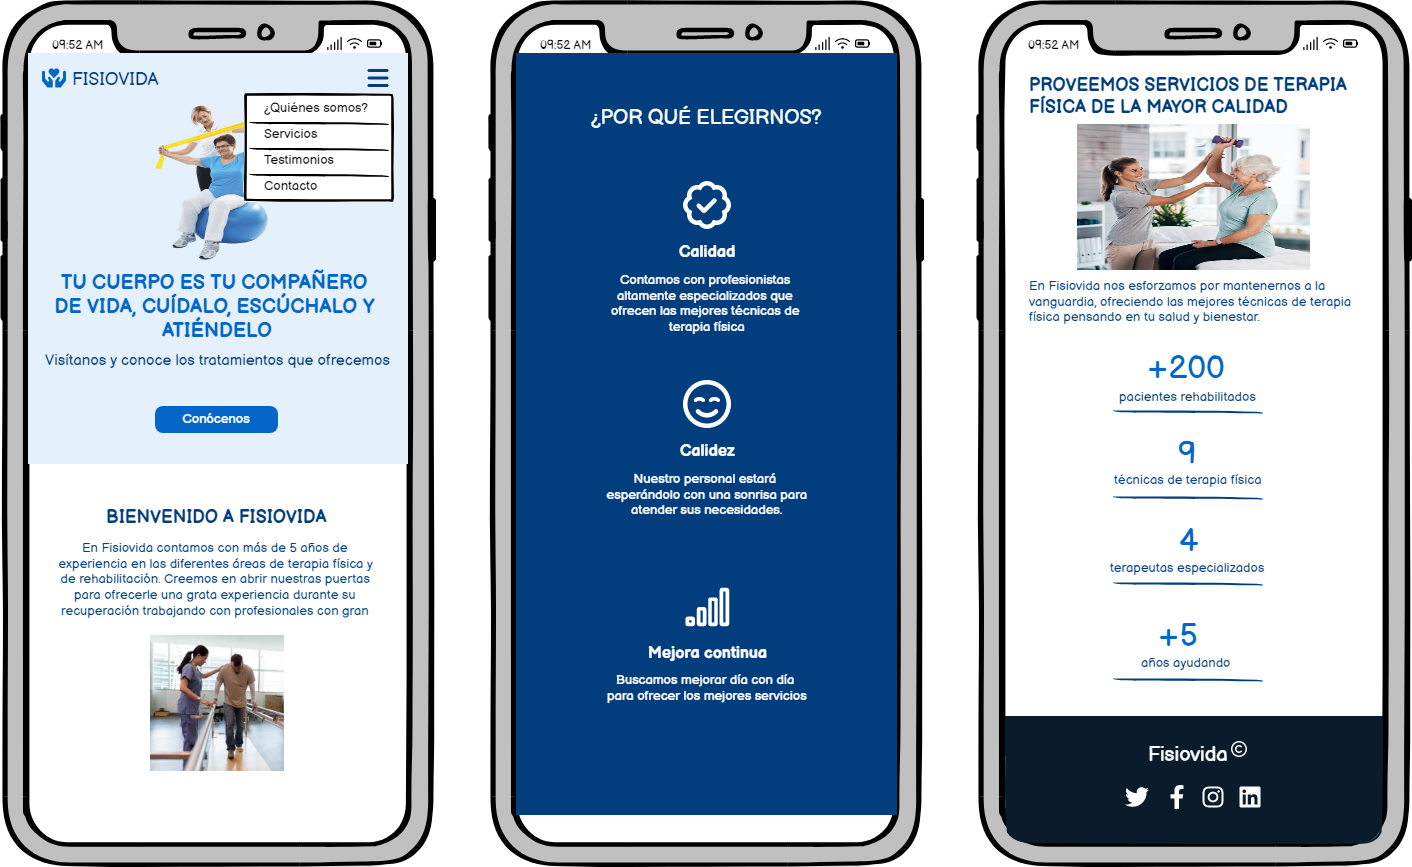 09:52 AM
FISIOVIDA
¿Quiénes somos?
Servicios
Testimonios
Contacto
TU CUERPO ES TU COMPAÑERO
DE VIDA, CUÍDALO, ESCÚCHALO Y
ATIÉNDELO
Visítanos y conoce los tratamientos que ofrecemos
Conócenos
BIENVENIDO A FISIOVIDA
En Fisiovida contamos con más de 5 años de
experiencia en las diferentes áreas de terapia física y
de rehabilitación. Creemos en abrir nuestras puertas
para ofrecerle una grata experiencia durante su
recuperación trabajando con profesionales con gran
09:52 AM
¿POR QUÉ ELEGIRNOS?
Calidad
Contamos con profesionistas
altamente especializados que
ofrecen las mejores técnicas de
terapia física
Calidez
Nuestro personal estará
esperándolo con una sonrisa para
atender sus necesidades.
Mejora continua
Buscamos mejorar día con día
para ofrecer los mejores servicios
09:52 AM
PROVEEMOS SERVICIOS DE TERAPIA
FÍSICA DE LA MAYOR CALIDAD
En Fisiovida nos esforzamos por mantenernos a la
vanguardia, ofreciendo las mejores técnicas de terapia
física pensando en tu salud y bienestar.
+200
pacientes rehabilitados
9
técnicas de terapia física
4
terapeutas especializados
+5
años ayudando
Fisiovida ©